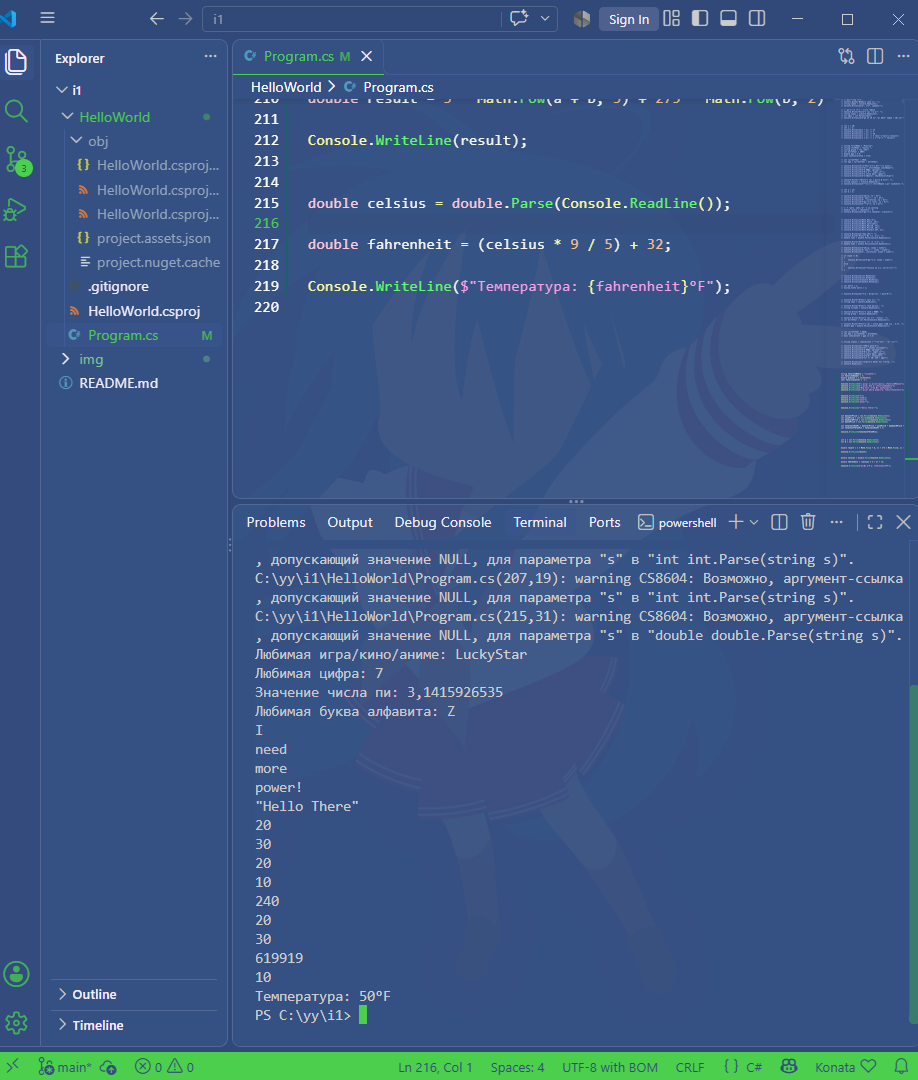 i1
Sign In
Explorer
i1
HelloWorld
obj
HelloWorld.csproj...
HelloWorld.csproj...
HelloWorld.csproj...
project.assets.json
project.nuget.cache
.gitignore
HelloWorld.csproj
Program.cs M
img
README.md
Outline
Timeline
3
Program.cs M
HelloWorld > Program.cs
211
212 Console.WriteLine(result);
213
214
215 double celsius = double.Parse(Console.ReadLine());
216
217 double fahrenheit = (celsius * 9 / 5) + 32;
218
219 Console.WriteLine($"Температура: {fahrenheit}°F");
220
Problems Output Debug Console Terminal Ports powershell
, допускающий значение NULL, для параметра "s" в "int int.Parse(string s)".
C:\yy\i1\HelloWorld\Program.cs(207,19): warning CS8604: Возможно, аргумент-ссылка
, допускающий значение NULL, для параметра "s" в "int int.Parse(string s)".
C:\yy\i1\HelloWorld\Program.cs(215,31): warning CS8604: Возможно, аргумент-ссылка
, допускающий значение NULL, для параметра "s" в "double double.Parse(string s)".
Любимая игра/кино/аниме: LuckyStar
Любимая цифра: 7
Значение числа пи: 3,1415926535
Любимая буква алфавита: Z
I
need
more
power!
"Hello There"
20
30
20
10
240
20
30
619919
10
Температура: 50°F
PS C:\yy\i1>
main* 0 0 Ln 216, Col 1 Spaces: 4 UTF-8 with BOM CRLF { } C# Konata